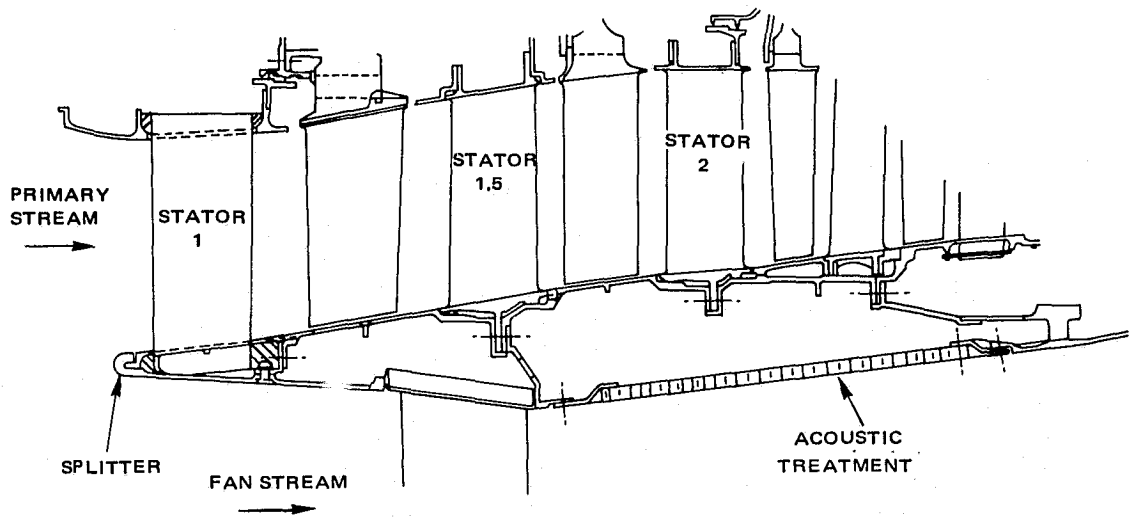 PRIMARY
STREAM
STATOR
1
STATOR
1.5
STATOR
2
SPLITTER
FAN STREAM
ACOUSTIC
TREATMENT